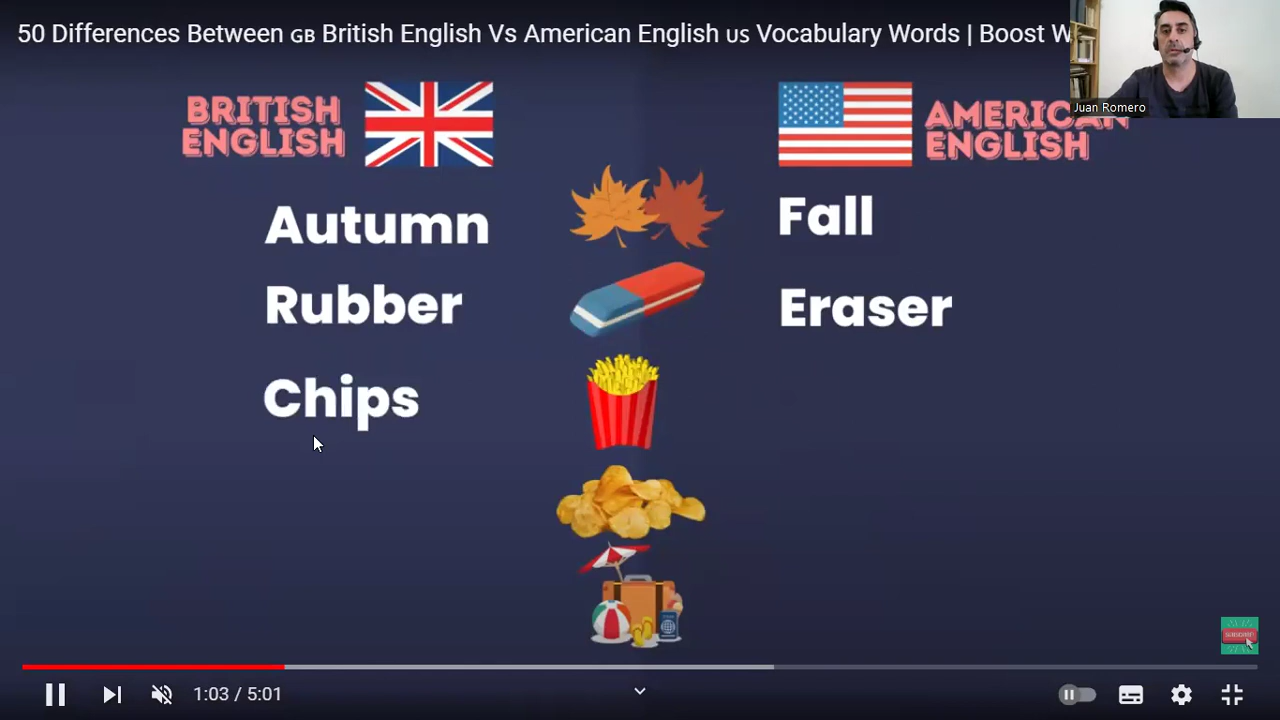 50 Differences Between GB British English Vs American English US Vocabulary Words | Boost W
Juan Romero
BRITISH
ENGLISH
AMERICAN
ENGLISH
Autumn
Fall
Rubber
Eraser
Chips
1:03 / 5:01